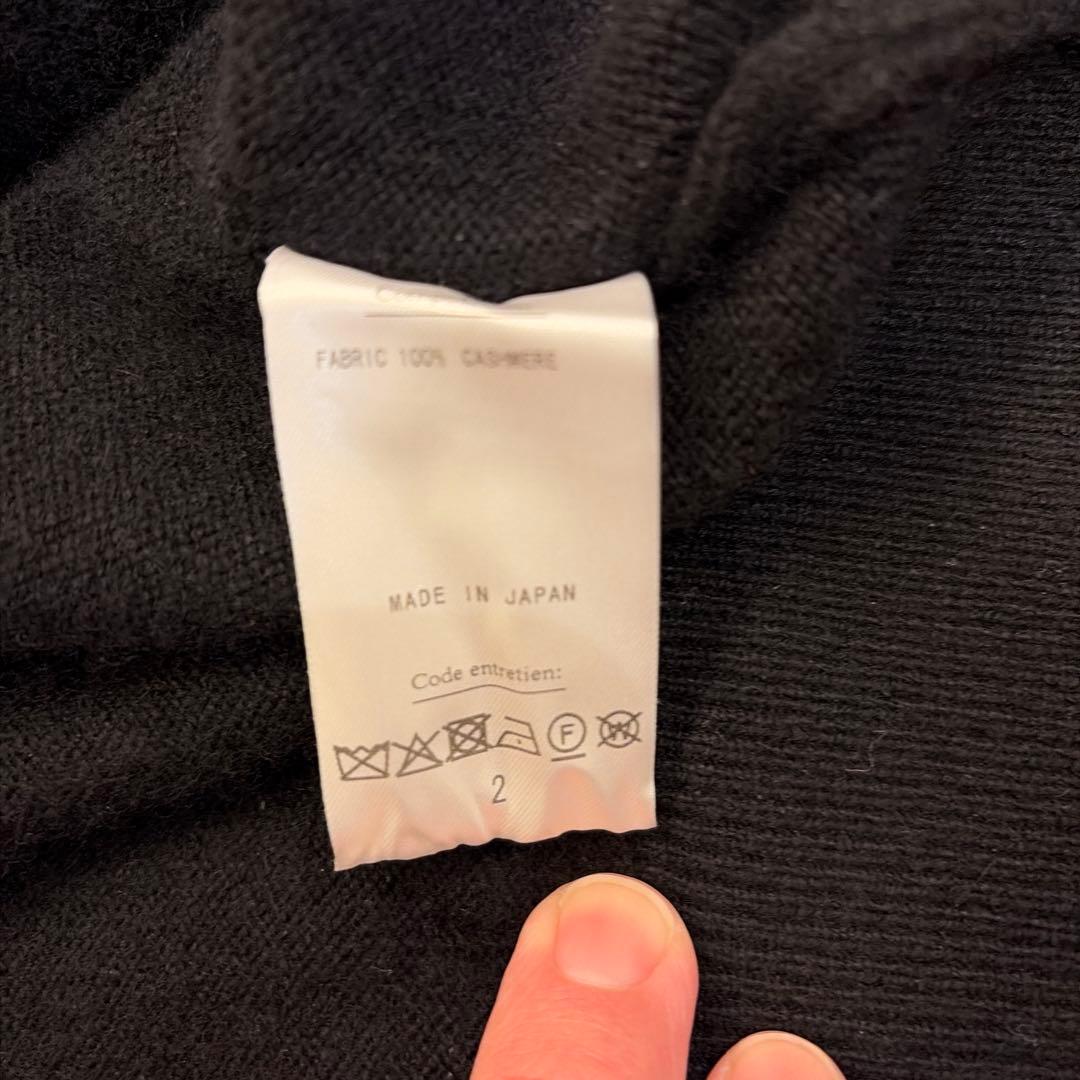 FABRIC 100% CASHMERE
MADE IN JAPAN
Code entretien:
F W
2